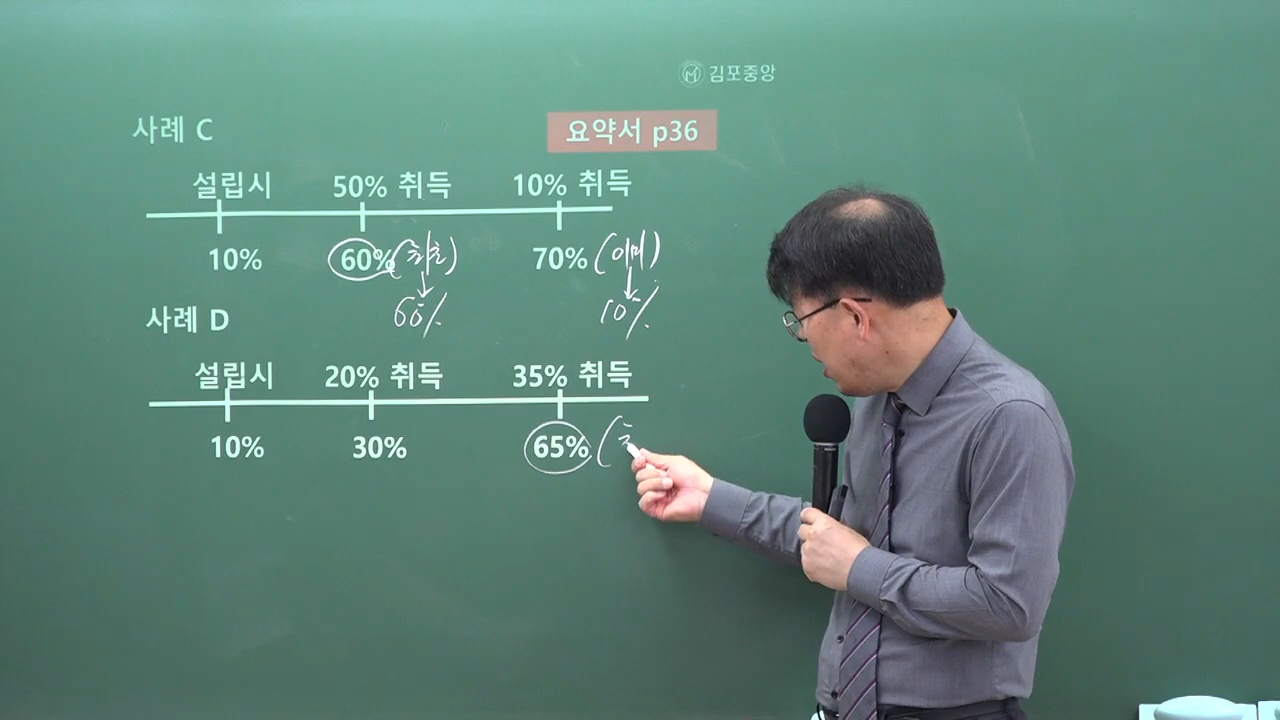 김포중앙
사례 C
요약서 p36
설립시 50% 취득 10% 취득
10% 60% (최초) 70% (이미)
60% 10%
사례 D
설립시 20% 취득 35% 취득
10% 30% 65% (